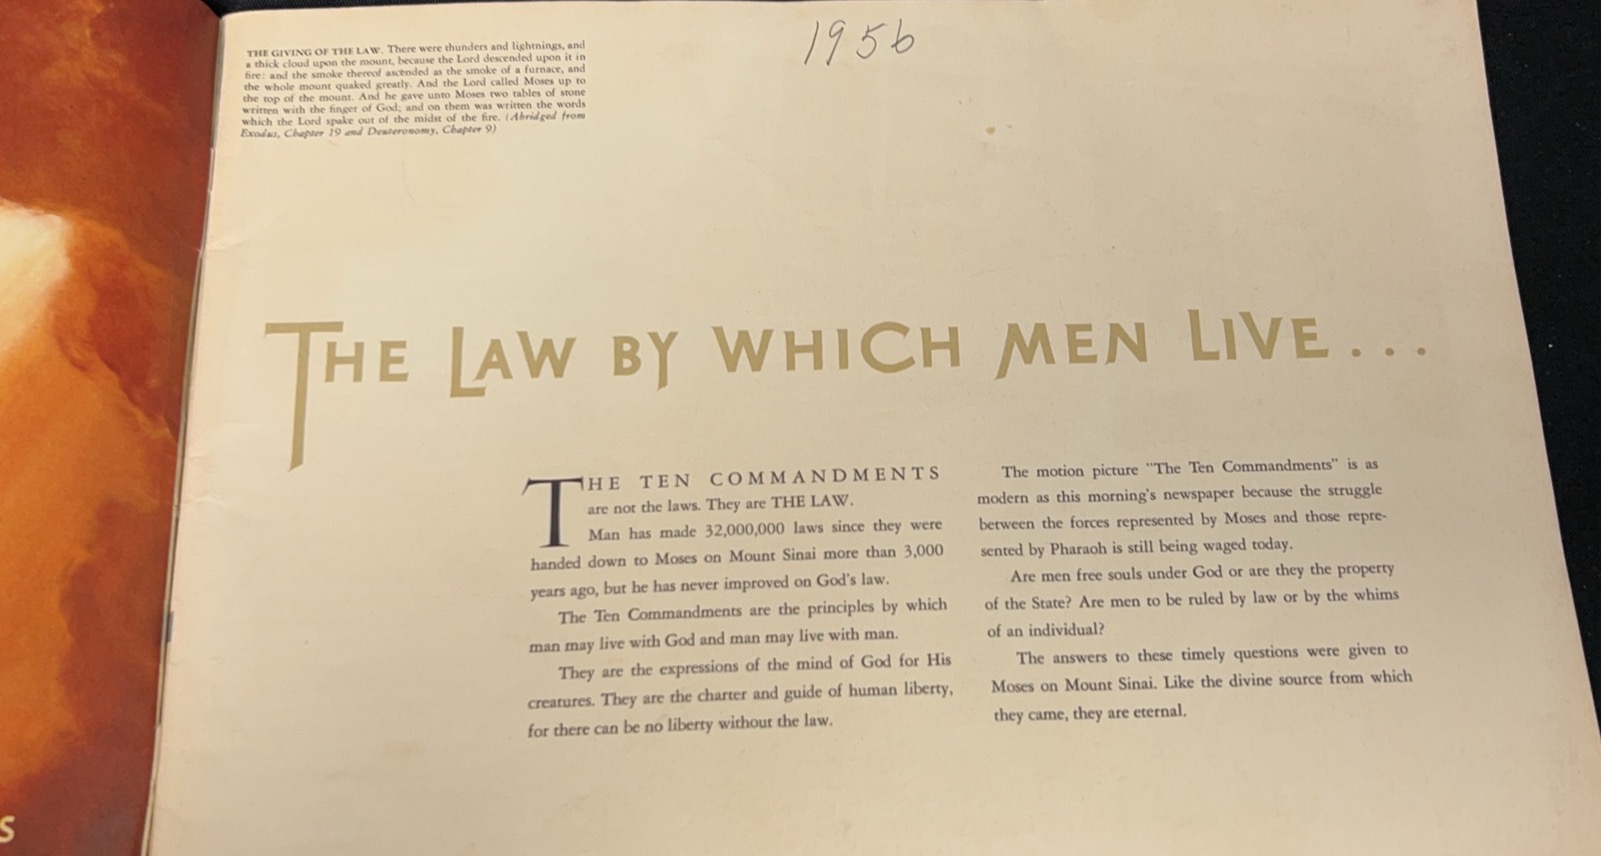 THE GIVING OF THE LAW. There were thunders and lightnings, and
a thick cloud upon the mount, because the Lord descended upon it in
fire: and the smoke thereof ascended as the smoke of a furnace, and
the whole mount quaked greatly. And the Lord called Moses up to
the top of the mount. And he gave unto Moses two tables of stone
written with the finger of God; and on them was written the words
which the Lord spake out of the midst of the fire. (Abridged from
Exodus, Chapter 19 and Deuteronomy, Chapter 9)
1956
THE LAW BY WHICH MEN LIVE...
THE TEN COMMANDMENTS
are not the laws. They are THE LAW.
Man has made 32,000,000 laws since they were
handed down to Moses on Mount Sinai more than 3,000
years ago, but he has never improved on God's law.
The Ten Commandments are the principles by which
man may live with God and man may live with man.
They are the expressions of the mind of God for His
creatures. They are the charter and guide of human liberty,
for there can be no liberty without the law.
The motion picture "The Ten Commandments" is as
modern as this morning's newspaper because the struggle
between the forces represented by Moses and those repre-
sented by Pharaoh is still being waged today.
Are men free souls under God or are they the property
of the State? Are men to be ruled by law or by the whims
of an individual?
The answers to these timely questions were given to
Moses on Mount Sinai. Like the divine source from which
they came, they are eternal.
S